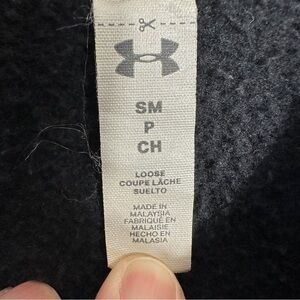 SM
P
CH
LOOSE
COUPE LÂCHE
SUELTO
MADE IN
MALAYSIA
FABRIQUÉ EN
MALAISIE
HECHO EN
MALASIA